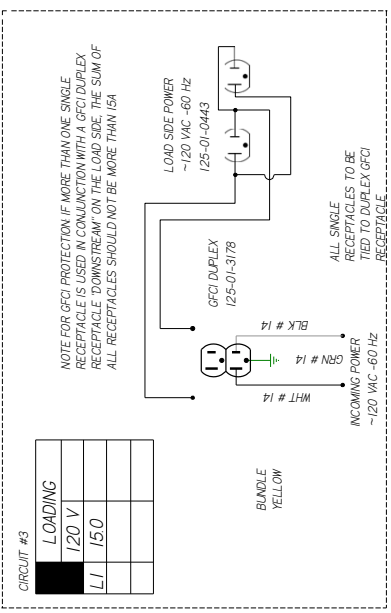 CIRCUIT #3
LOADING
120 V
L1 15.0
NOTE FOR GFCI PROTECTION: IF MORE THAN ONE SINGLE
RECEPTACLE IS USED IN CONJUNCTION WITH A GFCI DUPLEX
RECEPTACLE "DOWNSTREAM" ON THE LOAD SIDE, THE SUM OF
ALL RECEPTACLES SHOULD NOT BE MORE THAN 15A
LOAD SIDE POWER
~120 VAC -60 Hz
125-01-0443
GFCI DUPLEX
125-01-3178
BUNDLE
YELLOW
WHT # 14
GRN # 14
BLK # 14
INCOMING POWER
~120 VAC -60 Hz
ALL SINGLE
RECEPTACLES TO BE
TIED TO DUPLEX GFCI
RECEPTACLE